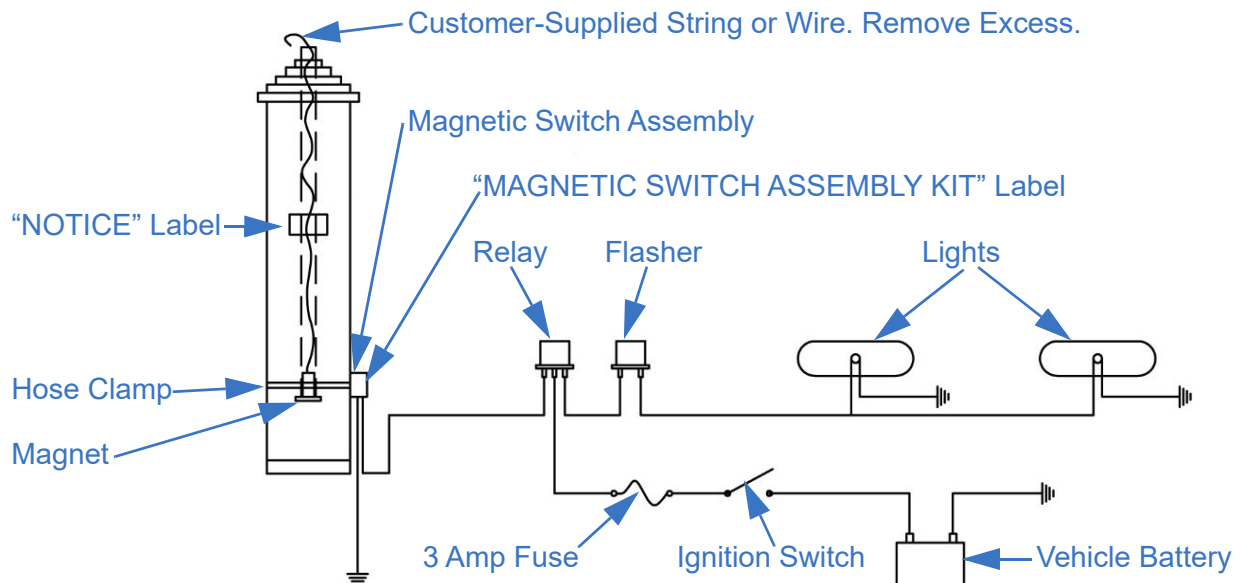 Customer-Supplied String or Wire. Remove Excess.
Magnetic Switch Assembly
“MAGNETIC SWITCH ASSEMBLY KIT” Label
“NOTICE” Label
Relay
Flasher
Lights
Hose Clamp
Magnet
3 Amp Fuse
Ignition Switch
Vehicle Battery